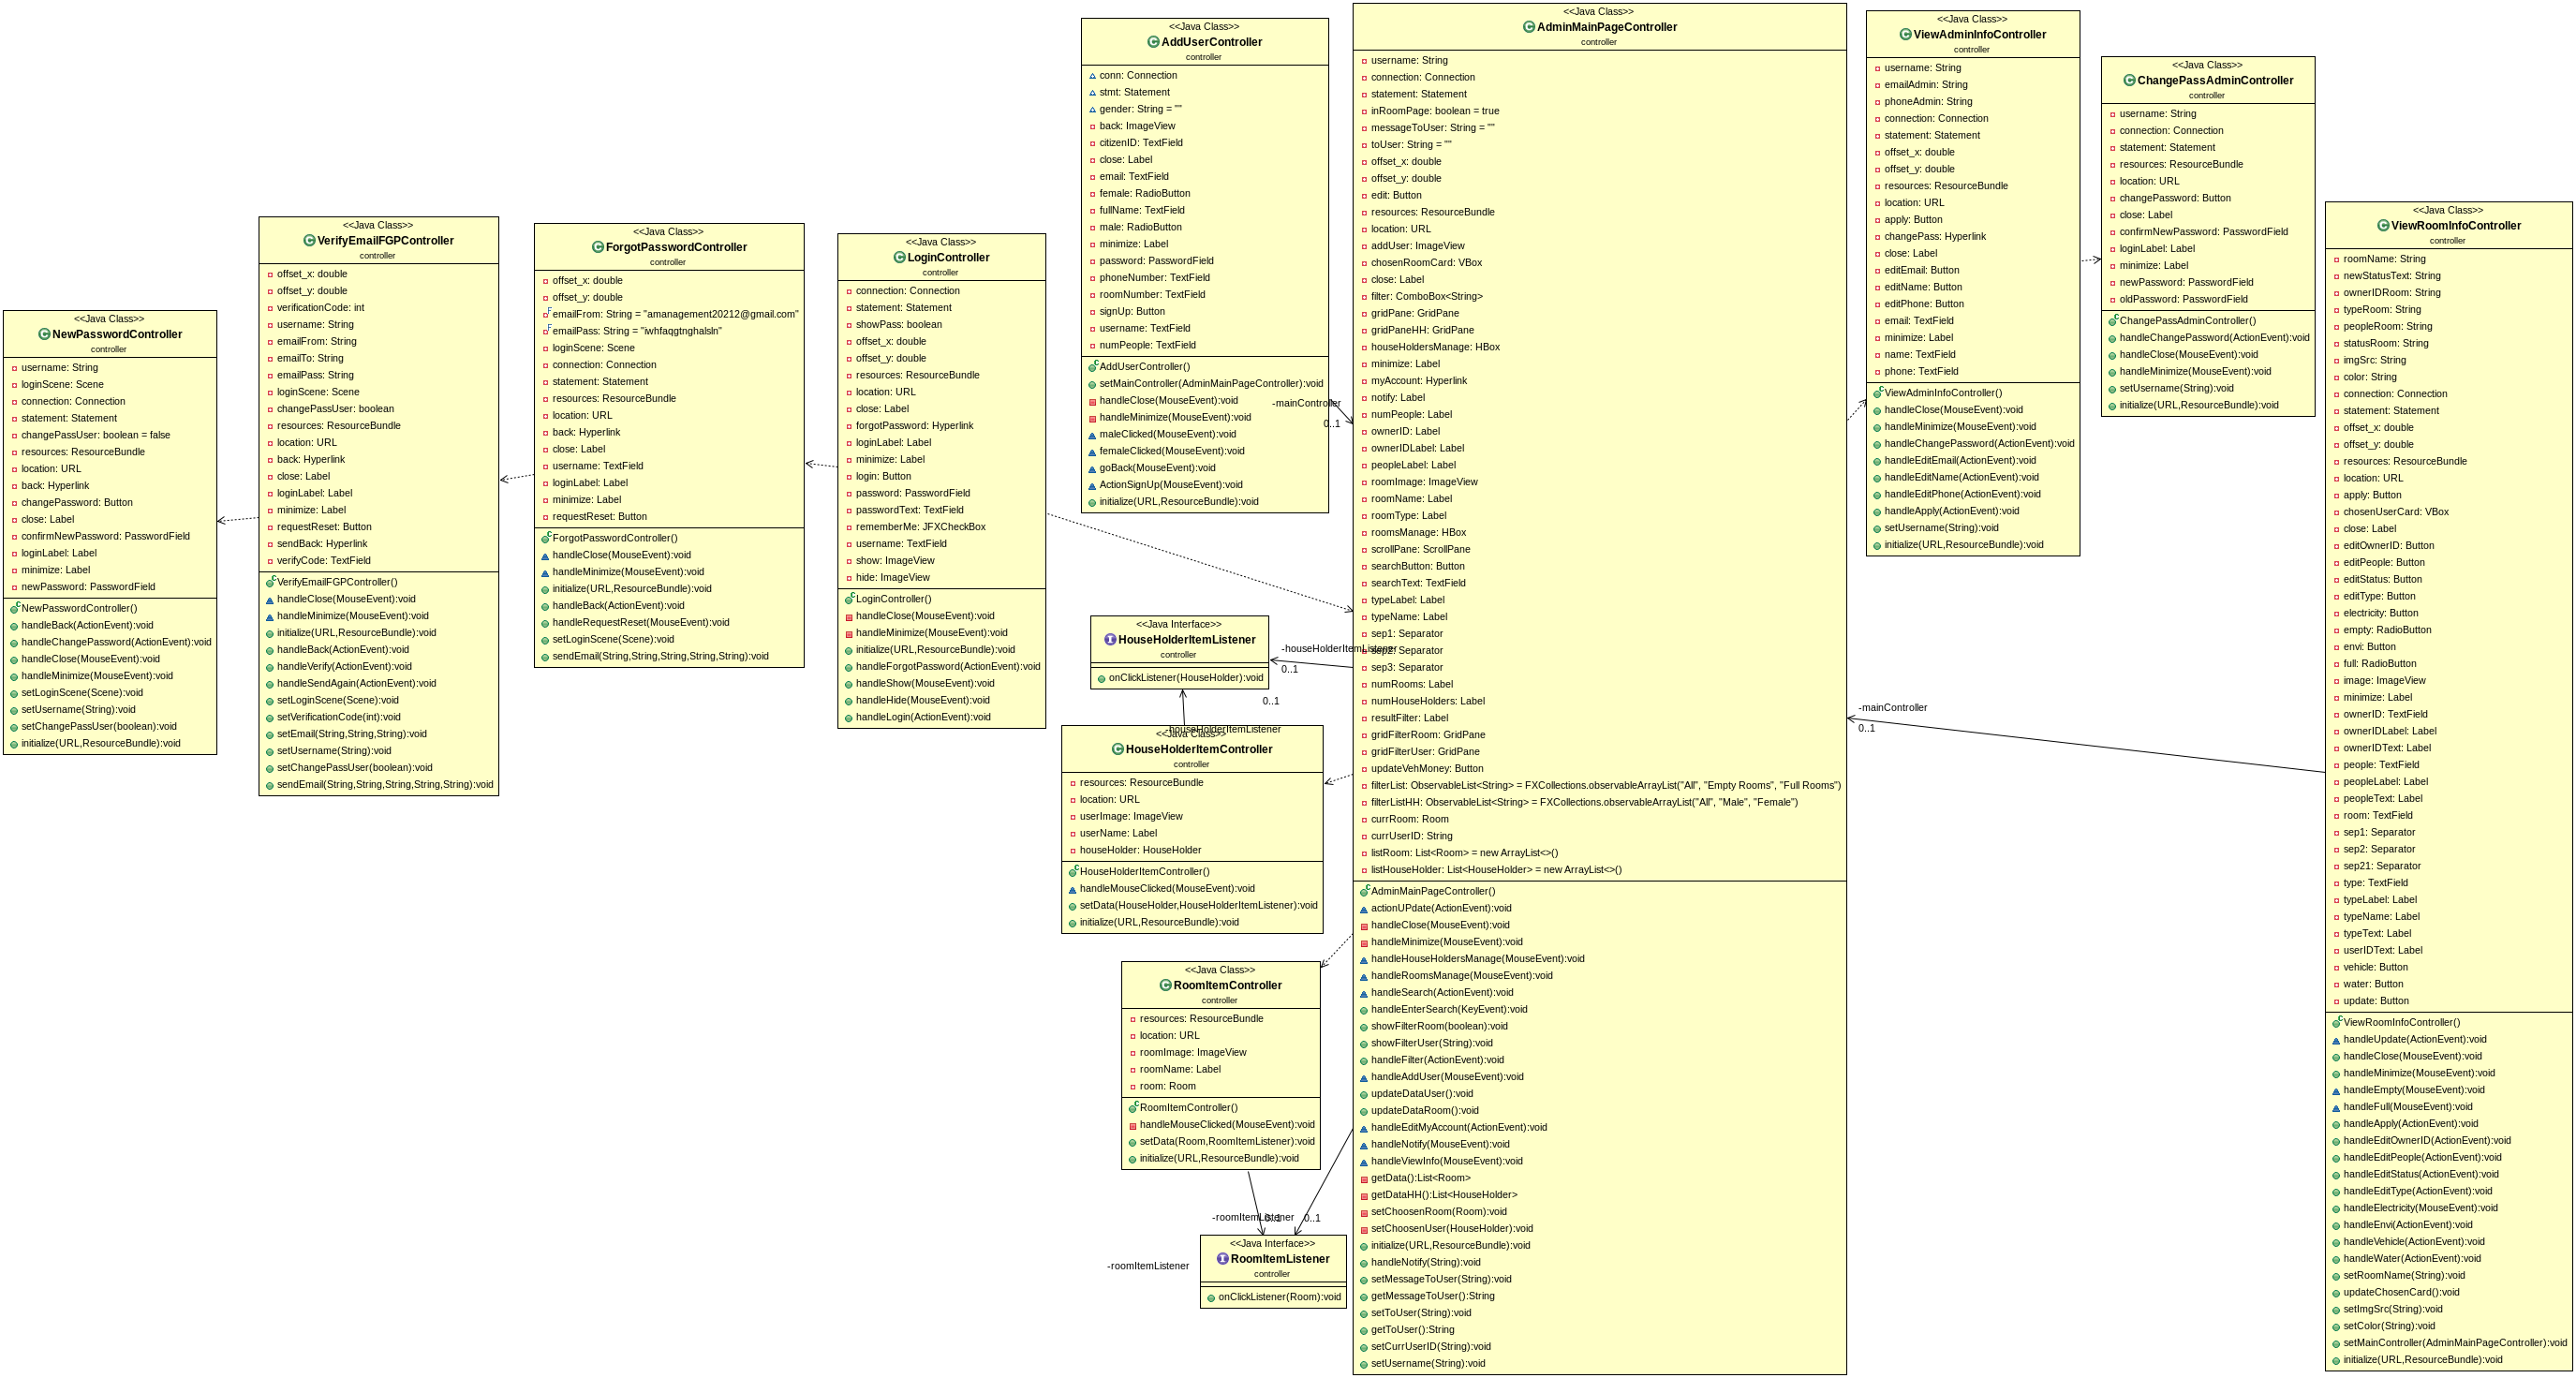 <<Java Class>>
NewPasswordController
controller
username: String
loginScene: Scene
connection: Connection
statement: Statement
changePassUser: boolean = false
resources: ResourceBundle
location: URL
back: Hyperlink
changePassword: Button
close: Label
confirmNewPassword: PasswordField
loginLabel: Label
minimize: Label
newPassword: PasswordField
NewPasswordController()
handleBack(ActionEvent):void
handleChangePassword(ActionEvent):void
handleClose(MouseEvent):void
handleMinimize(MouseEvent):void
setLoginScene(Scene):void
setUsername(String):void
setChangePassUser(boolean):void
initialize(URL,ResourceBundle):void
<<Java Class>>
VerifyEmailFGPController
controller
offset_x: double
offset_y: double
verificationCode: int
username: String
emailFrom: String
emailTo: String
emailPass: String
loginScene: Scene
changePassUser: boolean
resources: ResourceBundle
location: URL
back: Hyperlink
close: Label
loginLabel: Label
minimize: Label
requestReset: Button
sendBack: Hyperlink
verifyCode: TextField
VerifyEmailFGPController()
handleClose(MouseEvent):void
handleMinimize(MouseEvent):void
initialize(URL,ResourceBundle):void
handleBack(ActionEvent):void
handleVerify(ActionEvent):void
handleSendAgain(ActionEvent):void
setLoginScene(Scene):void
setVerificationCode(int):void
setEmail(String,String,String):void
setUsername(String):void
setChangePassUser(boolean):void
sendEmail(String,String,String,String,String):void
<<Java Class>>
ForgotPasswordController
controller
offset_x: double
offset_y: double
emailFrom: String = "amanagement20212@gmail.com"
emailPass: String = "iwhfaqgtnghalsln"
loginScene: Scene
connection: Connection
statement: Statement
resources: ResourceBundle
location: URL
back: Hyperlink
close: Label
username: TextField
loginLabel: Label
minimize: Label
requestReset: Button
ForgotPasswordController()
handleClose(MouseEvent):void
handleMinimize(MouseEvent):void
initialize(URL,ResourceBundle):void
handleBack(ActionEvent):void
handleRequestReset(MouseEvent):void
setLoginScene(Scene):void
sendEmail(String,String,String,String,String):void
<<Java Class>>
LoginController
controller
connection: Connection
statement: Statement
showPass: boolean
offset_x: double
offset_y: double
resources: ResourceBundle
location: URL
close: Label
forgotPassword: Hyperlink
loginLabel: Label
minimize: Label
login: Button
password: PasswordField
passwordText: TextField
rememberMe: JFXCheckBox
username: TextField
show: ImageView
hide: ImageView
LoginController()
handleClose(MouseEvent):void
handleMinimize(MouseEvent):void
initialize(URL,ResourceBundle):void
handleForgotPassword(ActionEvent):void
handleShow(MouseEvent):void
handleHide(MouseEvent):void
handleLogin(ActionEvent):void
<<Java Class>>
AddUserController
controller
conn: Connection
stmt: Statement
gender: String = ""
back: ImageView
citizenID: TextField
close: Label
email: TextField
female: RadioButton
fullName: TextField
male: RadioButton
minimize: Label
password: PasswordField
phoneNumber: TextField
roomNumber: TextField
signUp: Button
username: TextField
numPeople: TextField
AddUserController()
setMainController(AdminMainPageController):void
handleClose(MouseEvent):void
handleMinimize(MouseEvent):void
maleClicked(MouseEvent):void
femaleClicked(MouseEvent):void
goBack(MouseEvent):void
ActionSignUp(MouseEvent):void
initialize(URL,ResourceBundle):void
-mainController
0..1
<<Java Interface>>
HouseHolderItemListener
controller
onClickListener(HouseHolder):void
-houseHolderItemListener
0..1
0..1
-houseHolderItemListener
<<Java Class>>
HouseHolderItemController
controller
resources: ResourceBundle
location: URL
userImage: ImageView
userName: Label
houseHolder: HouseHolder
HouseHolderItemController()
handleMouseClicked(MouseEvent):void
setData(HouseHolder,HouseHolderItemListener):void
initialize(URL,ResourceBundle):void
<<Java Class>>
RoomItemController
controller
resources: ResourceBundle
location: URL
roomImage: ImageView
roomName: Label
room: Room
RoomItemController()
handleMouseClicked(MouseEvent):void
setData(Room,RoomItemListener):void
initialize(URL,ResourceBundle):void
-roomItemListener
0..1
0..1
-roomItemListener
<<Java Interface>>
RoomItemListener
controller
onClickListener(Room):void
<<Java Class>>
AdminMainPageController
controller
username: String
connection: Connection
statement: Statement
inRoomPage: boolean = true
messageToUser: String = ""
toUser: String = ""
offset_x: double
offset_y: double
edit: Button
resources: ResourceBundle
location: URL
addUser: ImageView
chosenRoomCard: VBox
close: Label
filter: ComboBox<String>
gridPane: GridPane
gridPaneHH: GridPane
houseHoldersManage: HBox
minimize: Label
myAccount: Hyperlink
notify: Label
numPeople: Label
ownerID: Label
ownerIDLabel: Label
peopleLabel: Label
roomImage: ImageView
roomName: Label
roomType: Label
roomsManage: HBox
scrollPane: ScrollPane
searchButton: Button
searchText: TextField
typeLabel: Label
typeName: Label
sep1: Separator
sep2: Separator
sep3: Separator
numRooms: Label
numHouseHolders: Label
resultFilter: Label
gridFilterRoom: GridPane
gridFilterUser: GridPane
updateVehMoney: Button
filterList: ObservableList<String> = FXCollections.observableArrayList("All", "Empty Rooms", "Full Rooms")
filterListHH: ObservableList<String> = FXCollections.observableArrayList("All", "Male", "Female")
currRoom: Room
currUserID: String
listRoom: List<Room> = new ArrayList<>()
listHouseHolder: List<HouseHolder> = new ArrayList<>()
AdminMainPageController()
actionUPdate(ActionEvent):void
handleClose(MouseEvent):void
handleMinimize(MouseEvent):void
handleHouseHoldersManage(MouseEvent):void
handleRoomsManage(MouseEvent):void
handleSearch(ActionEvent):void
handleEnterSearch(KeyEvent):void
showFilterRoom(boolean):void
showFilterUser(String):void
handleFilter(ActionEvent):void
handleAddUser(MouseEvent):void
updateDataUser():void
updateDataRoom():void
handleEditMyAccount(ActionEvent):void
handleNotify(MouseEvent):void
handleViewInfo(MouseEvent):void
getData():List<Room>
getDataHH():List<HouseHolder>
setChoosenRoom(Room):void
setChoosenUser(HouseHolder):void
initialize(URL,ResourceBundle):void
handleNotify(String):void
setMessageToUser(String):void
getMessageToUser():String
setToUser(String):void
getToUser():String
setCurrUserID(String):void
setUsername(String):void
<<Java Class>>
ViewAdminInfoController
controller
username: String
emailAdmin: String
phoneAdmin: String
connection: Connection
statement: Statement
offset_x: double
offset_y: double
resources: ResourceBundle
location: URL
apply: Button
changePass: Hyperlink
close: Label
editEmail: Button
editName: Button
editPhone: Button
email: TextField
minimize: Label
name: TextField
phone: TextField
ViewAdminInfoController()
handleClose(MouseEvent):void
handleMinimize(MouseEvent):void
handleChangePassword(ActionEvent):void
handleEditEmail(ActionEvent):void
handleEditName(ActionEvent):void
handleEditPhone(ActionEvent):void
handleApply(ActionEvent):void
setUsername(String):void
initialize(URL,ResourceBundle):void
-mainController
0..1
<<Java Class>>
ChangePassAdminController
controller
username: String
connection: Connection
statement: Statement
resources: ResourceBundle
location: URL
changePassword: Button
close: Label
confirmNewPassword: PasswordField
loginLabel: Label
minimize: Label
newPassword: PasswordField
oldPassword: PasswordField
ChangePassAdminController()
handleChangePassword(ActionEvent):void
handleClose(MouseEvent):void
handleMinimize(MouseEvent):void
setUsername(String):void
initialize(URL,ResourceBundle):void
<<Java Class>>
ViewRoomInfoController
controller
roomName: String
newStatusText: String
ownerIDRoom: String
typeRoom: String
peopleRoom: String
statusRoom: String
imgSrc: String
color: String
connection: Connection
statement: Statement
offset_x: double
offset_y: double
resources: ResourceBundle
location: URL
apply: Button
chosenUserCard: VBox
close: Label
editOwnerID: Button
editPeople: Button
editStatus: Button
editType: Button
electricity: Button
empty: RadioButton
envi: Button
full: RadioButton
image: ImageView
minimize: Label
ownerID: TextField
ownerIDLabel: Label
ownerIDText: Label
people: TextField
peopleLabel: Label
peopleText: Label
room: TextField
sep1: Separator
sep2: Separator
sep21: Separator
type: TextField
typeLabel: Label
typeName: Label
typeText: Label
userIDText: Label
vehicle: Button
water: Button
update: Button
ViewRoomInfoController()
handleUpdate(ActionEvent):void
handleClose(MouseEvent):void
handleMinimize(MouseEvent):void
handleEmpty(MouseEvent):void
handleFull(MouseEvent):void
handleApply(ActionEvent):void
handleEditOwnerID(ActionEvent):void
handleEditPeople(ActionEvent):void
handleEditStatus(ActionEvent):void
handleEditType(ActionEvent):void
handleElectricity(MouseEvent):void
handleEnvi(ActionEvent):void
handleVehicle(ActionEvent):void
handleWater(ActionEvent):void
setRoomName(String):void
updateChosenCard():void
setImgSrc(String):void
setColor(String):void
setMainController(AdminMainPageController):void
initialize(URL,ResourceBundle):void